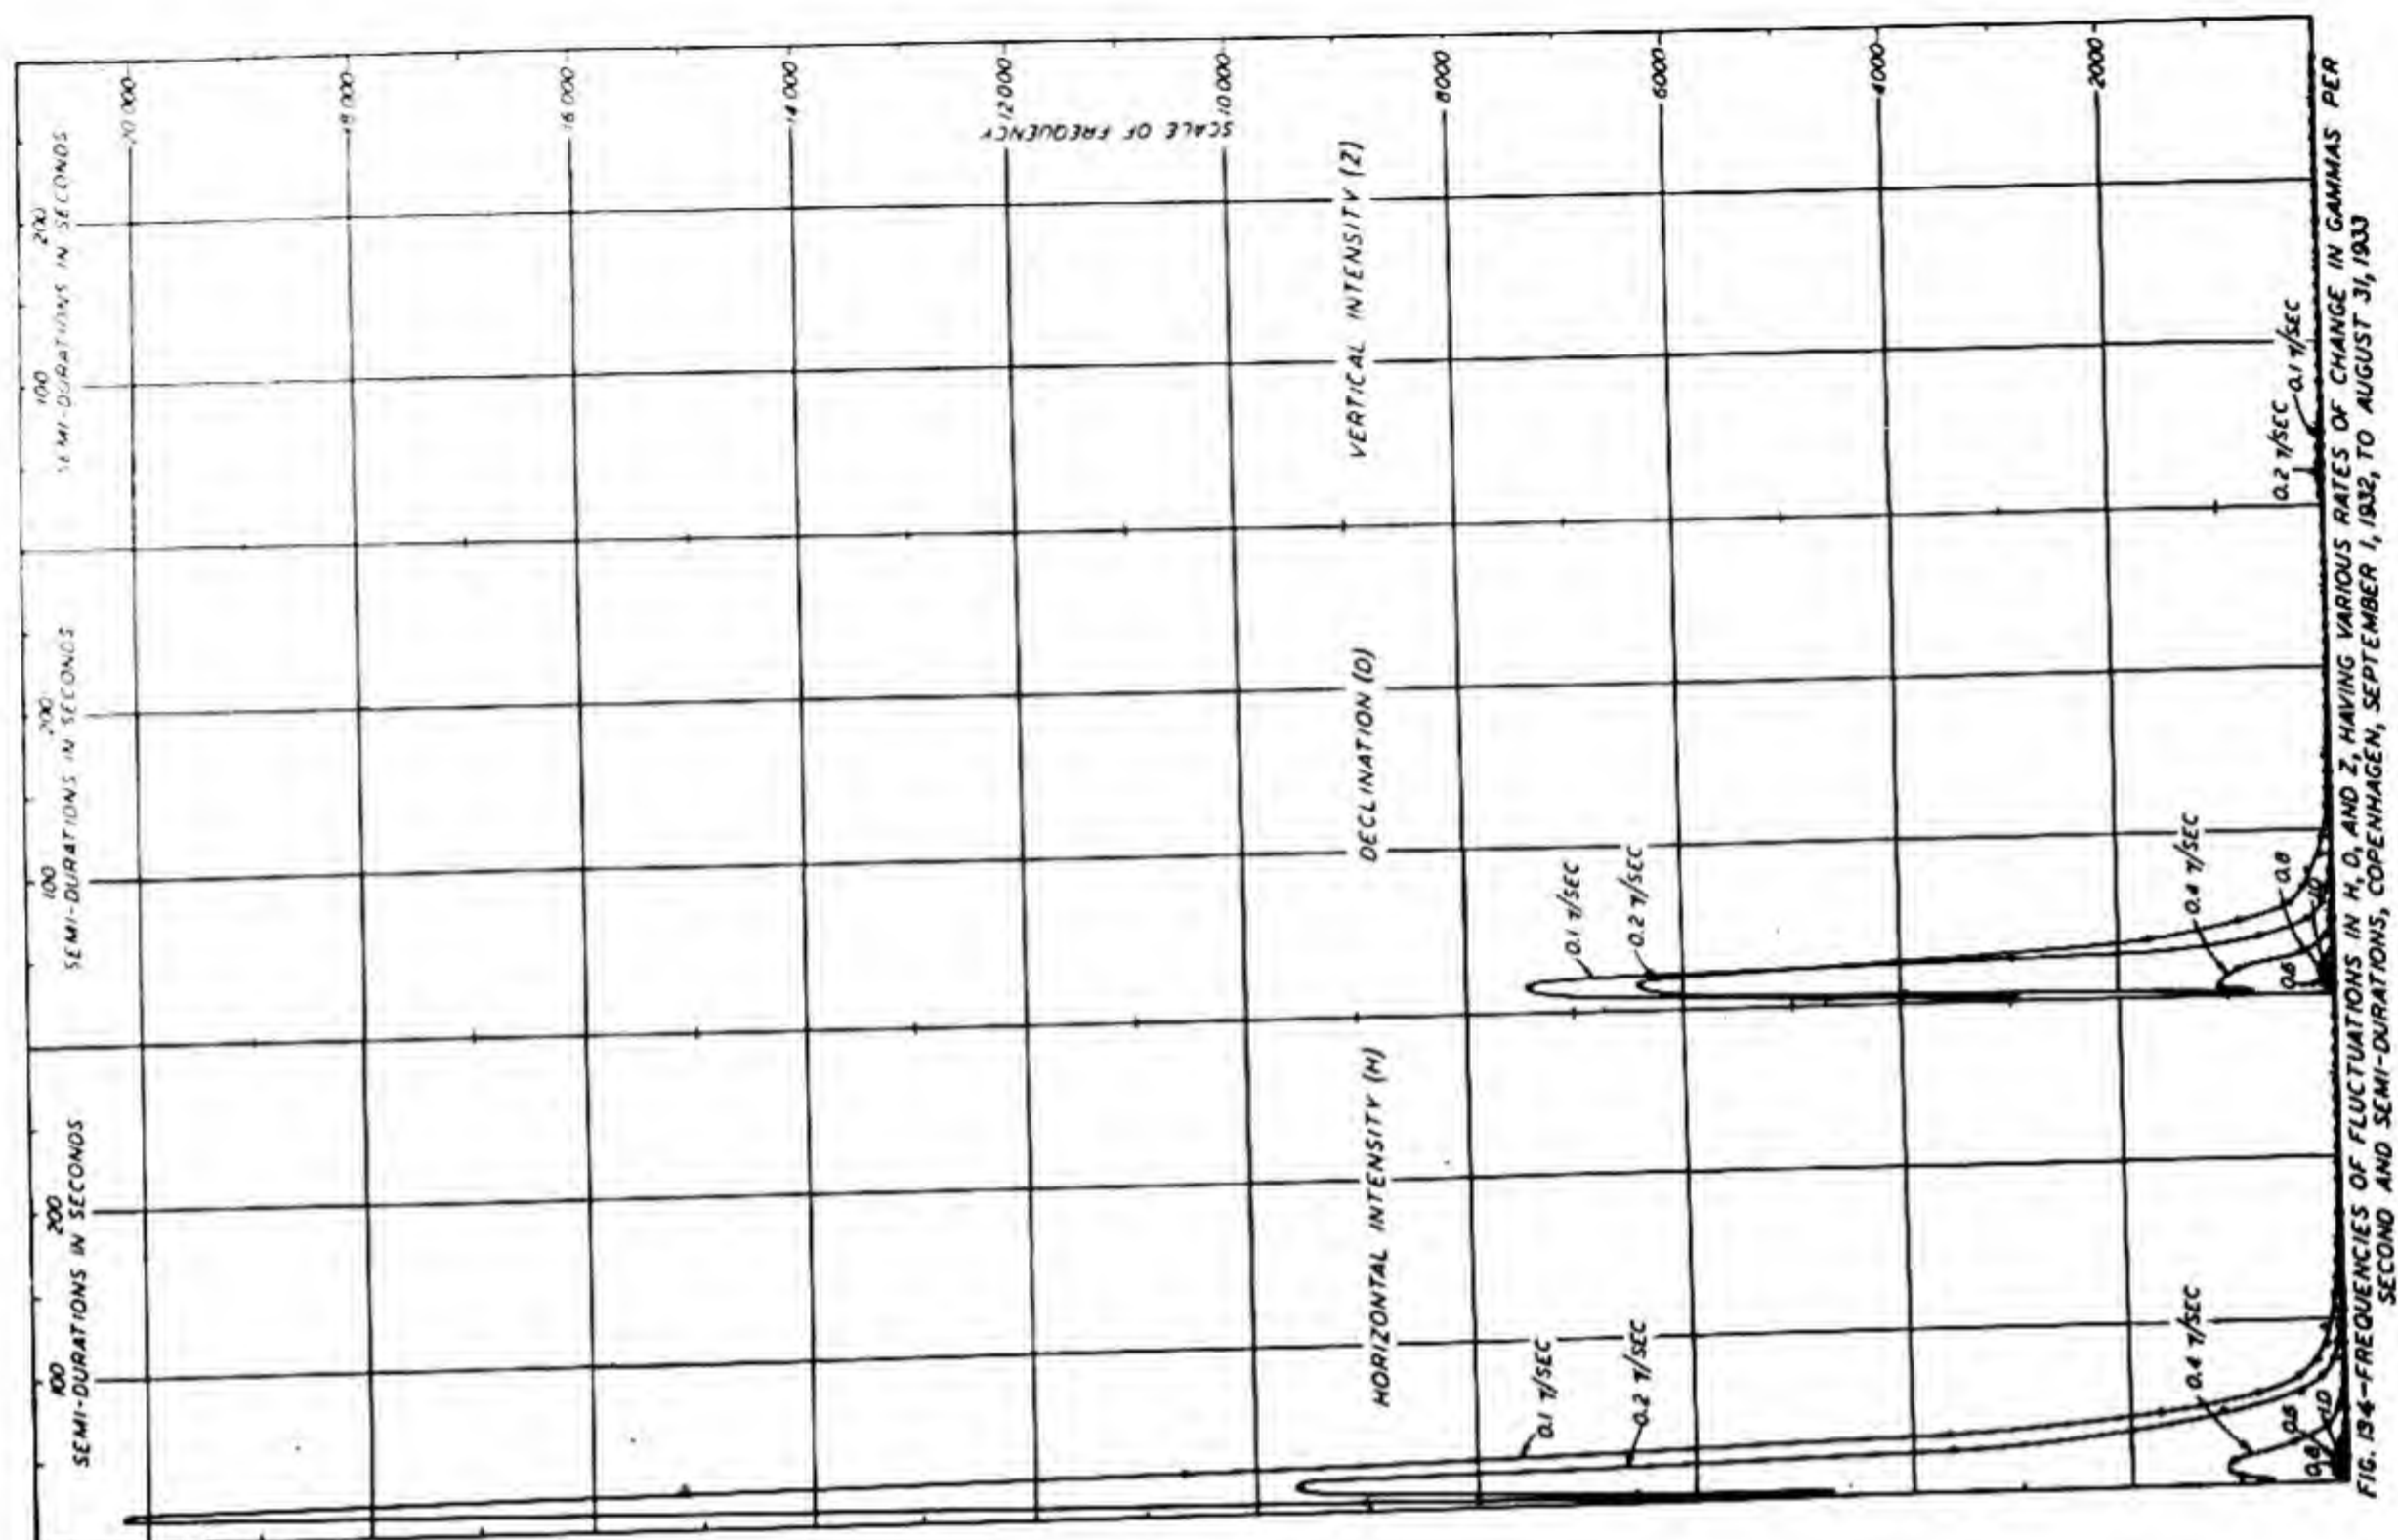 SEMI-DURATIONS IN SECONDS
100
200
SEMI-DURATIONS IN SECONDS
100
200
SEMI-DURATIONS IN SECONDS
100
200
20 000
18 000
16 000
14 000
12 000
10 000
8000
6000
4000
2000
SCALE OF FREQUENCY
HORIZONTAL INTENSITY (H)
0.1 γ/SEC
0.2 γ/SEC
0.4 γ/SEC
0.6
0.8
1.0
DECLINATION (D)
0.1 γ/SEC
0.2 γ/SEC
0.4 γ/SEC
0.6
0.8
1.0
VERTICAL INTENSITY (Z)
0.2 γ/SEC
0.1 γ/SEC
FIG. 134—FREQUENCIES OF FLUCTUATIONS IN H, D, AND Z, HAVING VARIOUS RATES OF CHANGE IN GAMMAS PER
SECOND AND SEMI-DURATIONS, COPENHAGEN, SEPTEMBER 1, 1932, TO AUGUST 31, 1933